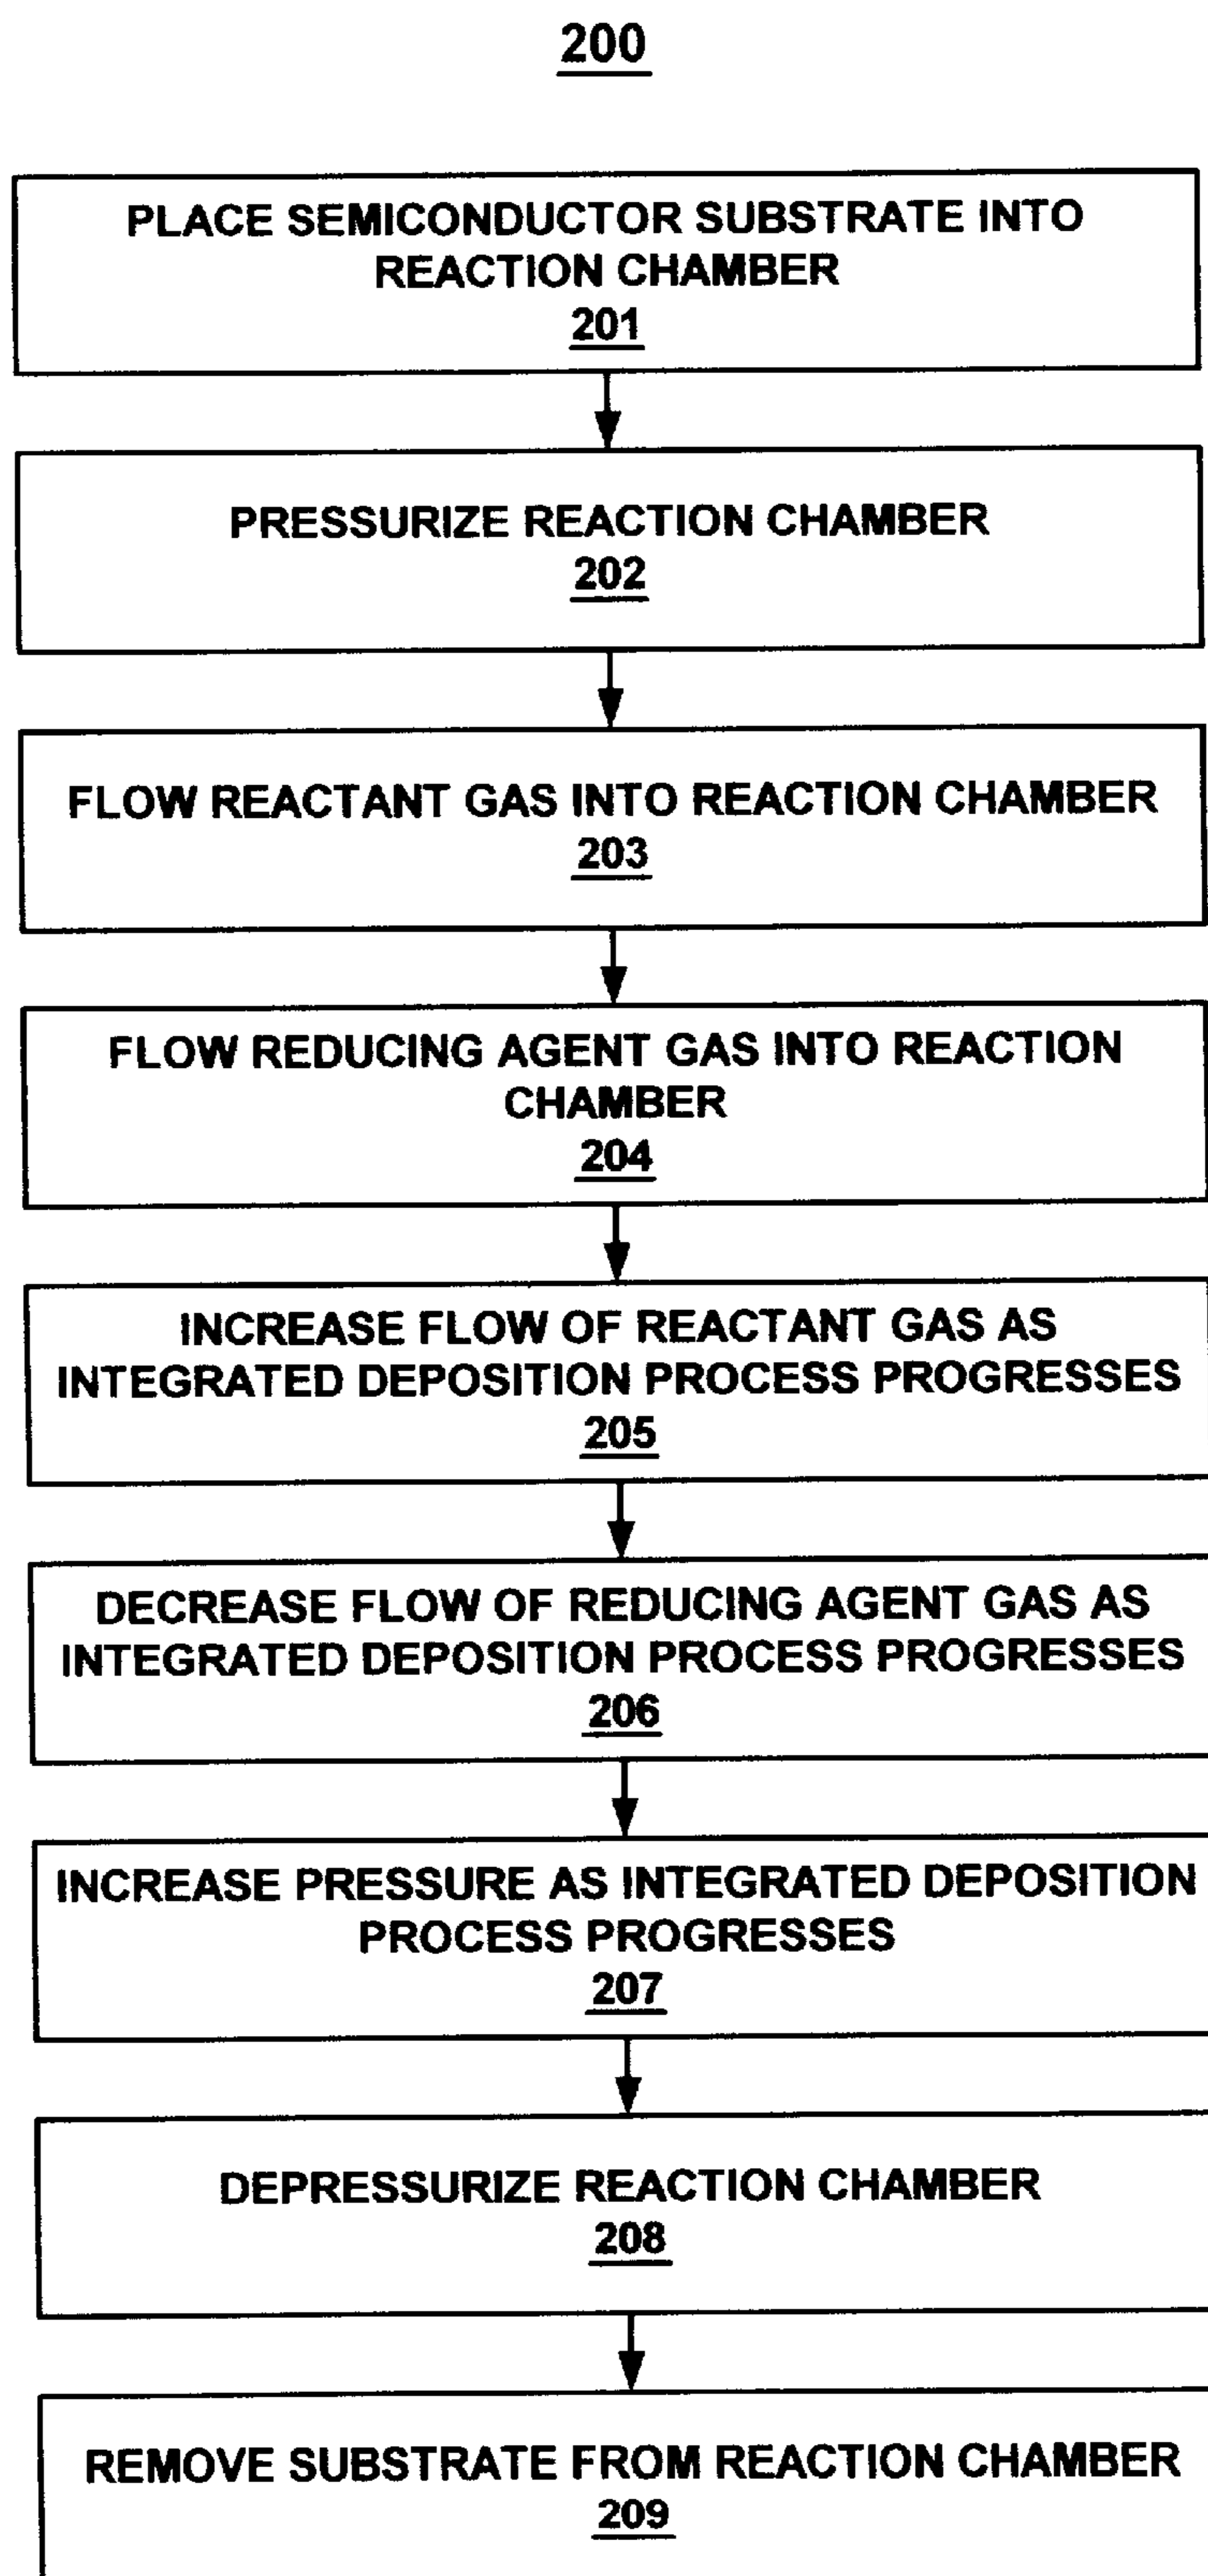 200
PLACE SEMICONDUCTOR SUBSTRATE INTO
REACTION CHAMBER
201
PRESSURIZE REACTION CHAMBER
202
FLOW REACTANT GAS INTO REACTION CHAMBER
203
FLOW REDUCING AGENT GAS INTO REACTION
CHAMBER
204
INCREASE FLOW OF REACTANT GAS AS
INTEGRATED DEPOSITION PROCESS PROGRESSES
205
DECREASE FLOW OF REDUCING AGENT GAS AS
INTEGRATED DEPOSITION PROCESS PROGRESSES
206
INCREASE PRESSURE AS INTEGRATED DEPOSITION
PROCESS PROGRESSES
207
DEPRESSURIZE REACTION CHAMBER
208
REMOVE SUBSTRATE FROM REACTION CHAMBER
209